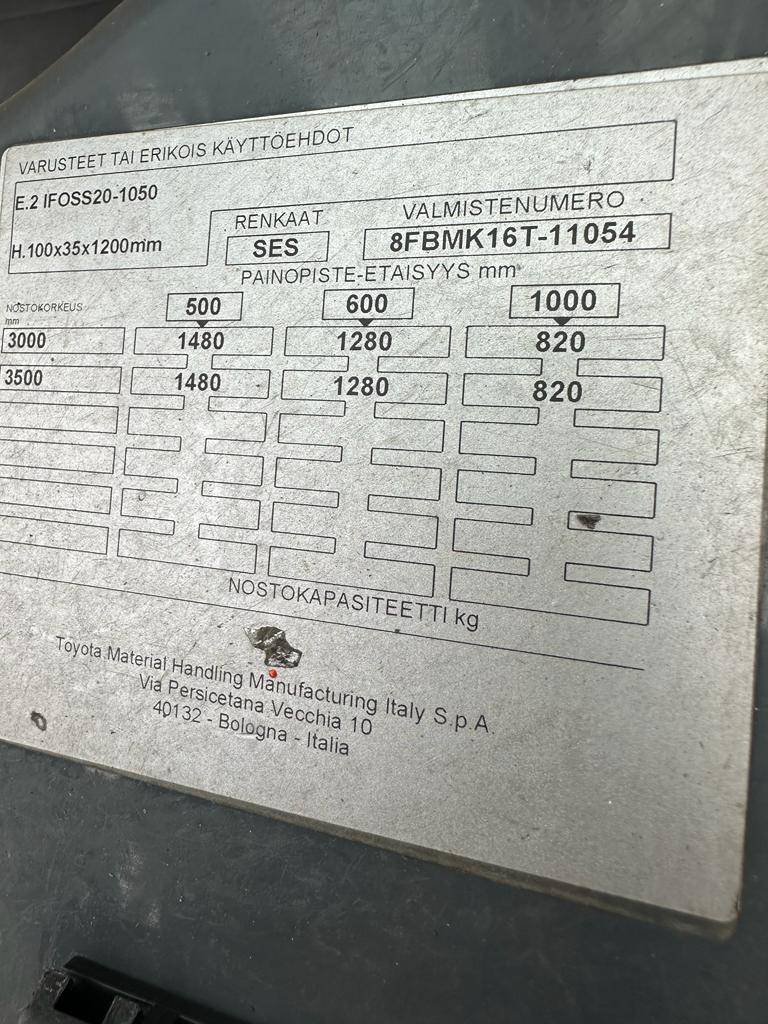 VARUSTEET TAI ERIKOIS KÄYTTÖEHDOT
E.2 IFOSS20-1050
H.100x35x1200mm
RENKAAT
VALMISTENUMERO
SES
8FBMK16T-11054
PAINOPISTE-ETAISYYS mm
NOSTOKORKEUS
mm
500
600
1000
3000
1480
1280
820
3500
1480
1280
820
NOSTOKAPASITEETTI kg
Toyota Material Handling Manufacturing Italy S.p.A.
Via Persicetana Vecchia 10
40132 - Bologna - Italia